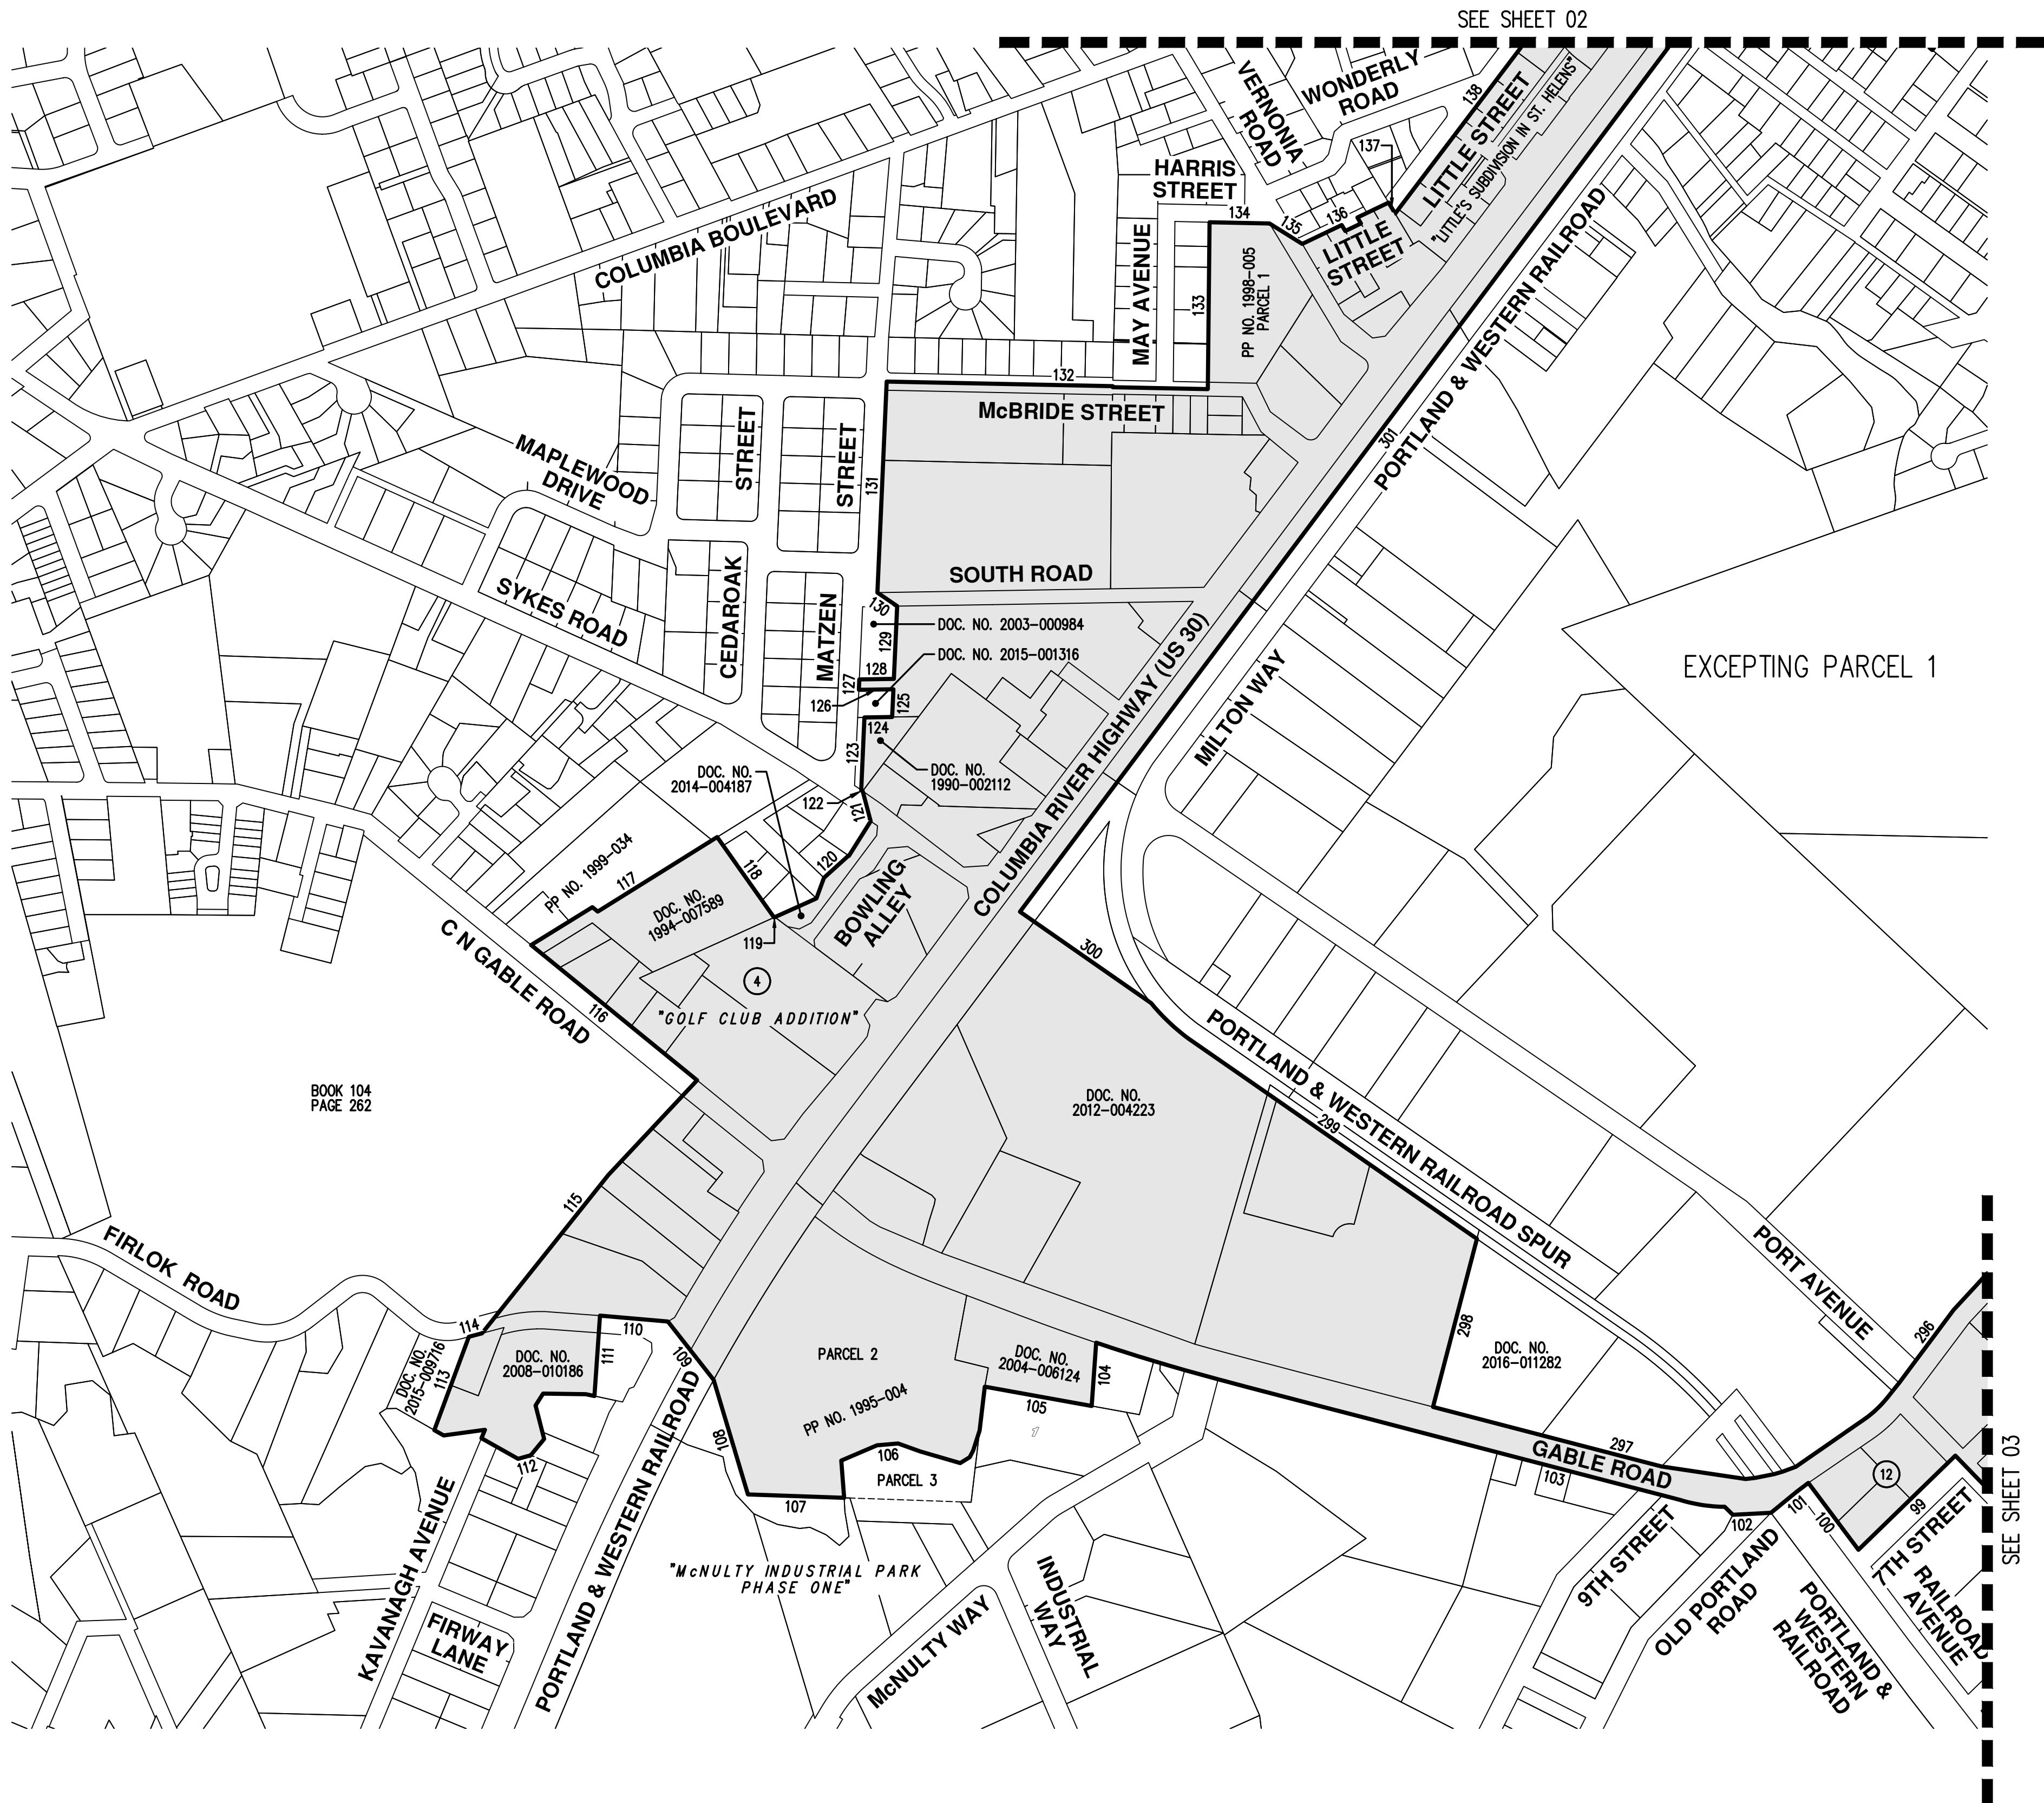 SEE SHEET 02
VERNONIA
ROAD
WONDERLY
ROAD
138
LITTLE STREET
"LITTLE'S SUBDIVISION IN ST. HELENS"
137
HARRIS
STREET
134
135
136
LITTLE
STREET
COLUMBIA BOULEVARD
MAY AVENUE
133
PP NO. 1998-005
PARCEL 1
PORTLAND & WESTERN RAILROAD
301
132
McBRIDE STREET
STREET
STREET
131
MAPLEWOOD
DRIVE
SOUTH ROAD
SYKES ROAD
CEDAROAK
MATZEN
130
DOC. NO. 2003-000984
129
DOC. NO. 2015-001316
128
127
126
125
124
123
DOC. NO.
1990-002112
COLUMBIA RIVER HIGHWAY (US 30)
MILTON WAY
EXCEPTING PARCEL 1
DOC. NO.
2014-004187
122
121
120
118
PP NO. 1999-034
117
DOC. NO.
1994-007589
119
BOWLING
ALLEY
4
"GOLF CLUB ADDITION"
C N GABLE ROAD
116
300
PORTLAND & WESTERN RAILROAD SPUR
299
DOC. NO.
2012-004223
BOOK 104
PAGE 262
115
FIRLOK ROAD
PORT AVENUE
296
298
DOC. NO.
2016-011282
114
DOC. NO.
2015-009716
113
DOC. NO.
2008-010186
111
110
109
112
PARCEL 2
PP NO. 1995-004
DOC. NO.
2004-006124
104
105
1
108
106
PARCEL 3
107
297
GABLE ROAD
103
102
101
100
12
99
7TH STREET
SEE SHEET 03
9TH STREET
OLD PORTLAND
ROAD
PORTLAND &
WESTERN
RAILROAD
RAILROAD
AVENUE
KAVANAGH AVENUE
FIRWAY
LANE
PORTLAND & WESTERN RAILROAD
"McNULTY INDUSTRIAL PARK
PHASE ONE"
McNULTY WAY
INDUSTRIAL
WAY